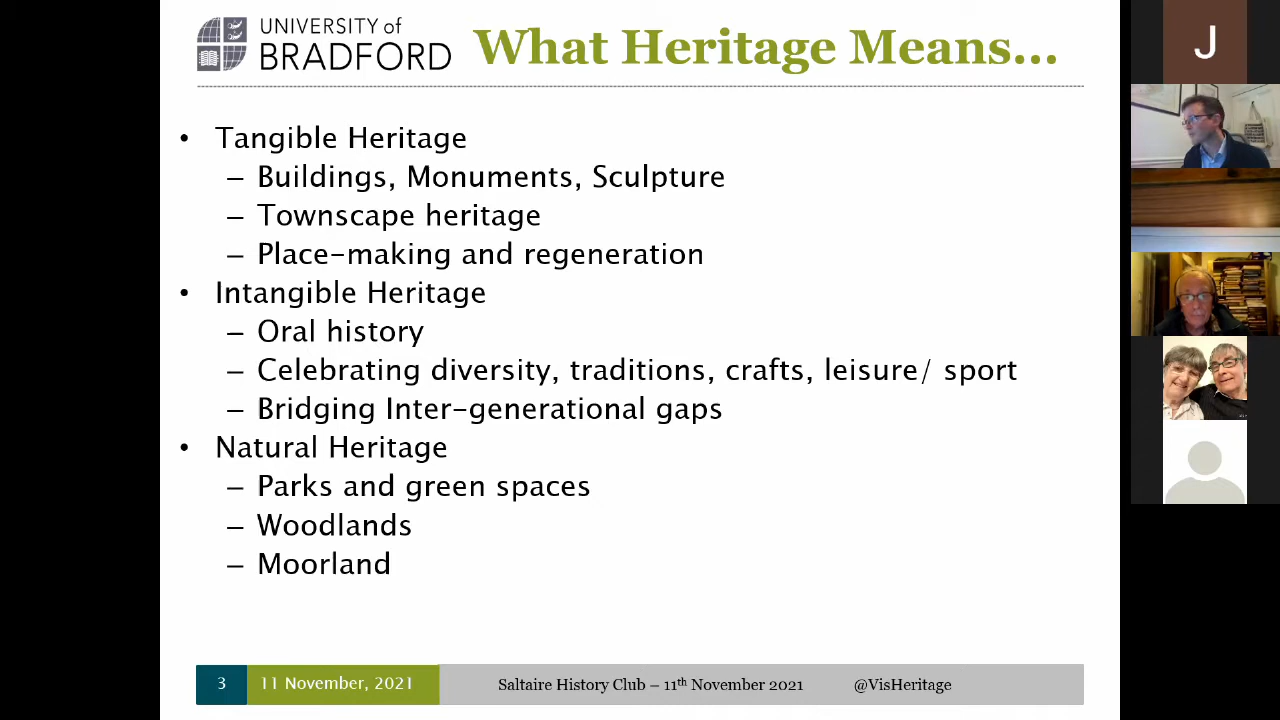 UNIVERSITY of
BRADFORD
What Heritage Means...
• Tangible Heritage
– Buildings, Monuments, Sculpture
– Townscape heritage
– Place-making and regeneration
• Intangible Heritage
– Oral history
– Celebrating diversity, traditions, crafts, leisure/ sport
– Bridging Inter-generational gaps
• Natural Heritage
– Parks and green spaces
– Woodlands
– Moorland
3 11 November, 2021 Saltaire History Club – 11th November 2021 @VisHeritage
J